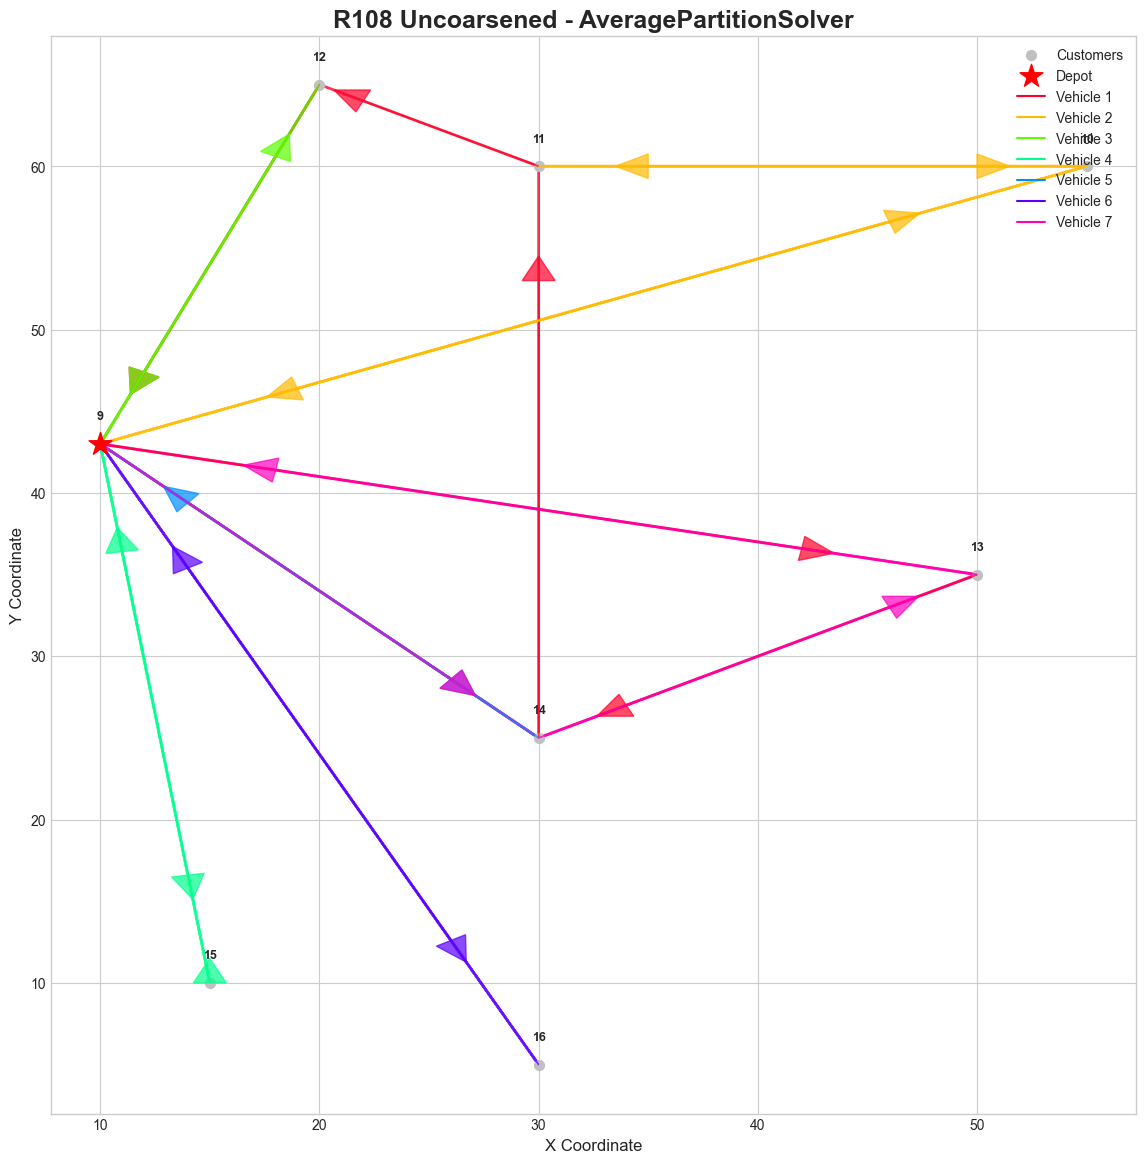 R108 Uncoarsened - AveragePartitionSolver
Customers
Depot
Vehicle 1
Vehicle 2
Vehicle 3
Vehicle 4
Vehicle 5
Vehicle 6
Vehicle 7
12
11
10
9
13
14
15
16
60
50
40
30
20
10
Y Coordinate
10
20
30
40
50
X Coordinate